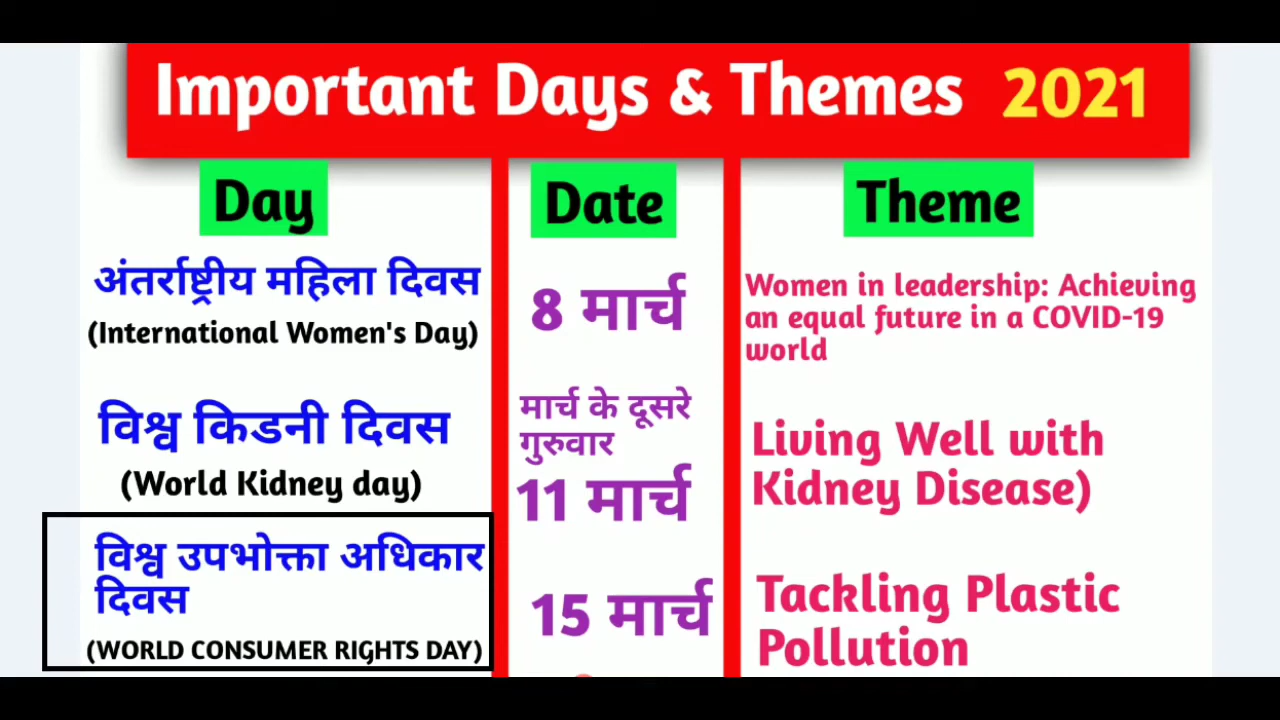 Important Days & Themes 2021
Day
Date
Theme
अंतर्राष्ट्रीय महिला दिवस
(International Women's Day)
8 मार्च
Women in leadership: Achieving
an equal future in a COVID-19
world
विश्व किडनी दिवस
(World Kidney day)
मार्च के दूसरे
गुरुवार
11 मार्च
Living Well with
Kidney Disease)
विश्व उपभोक्ता अधिकार
दिवस
(WORLD CONSUMER RIGHTS DAY)
15 मार्च
Tackling Plastic
Pollution